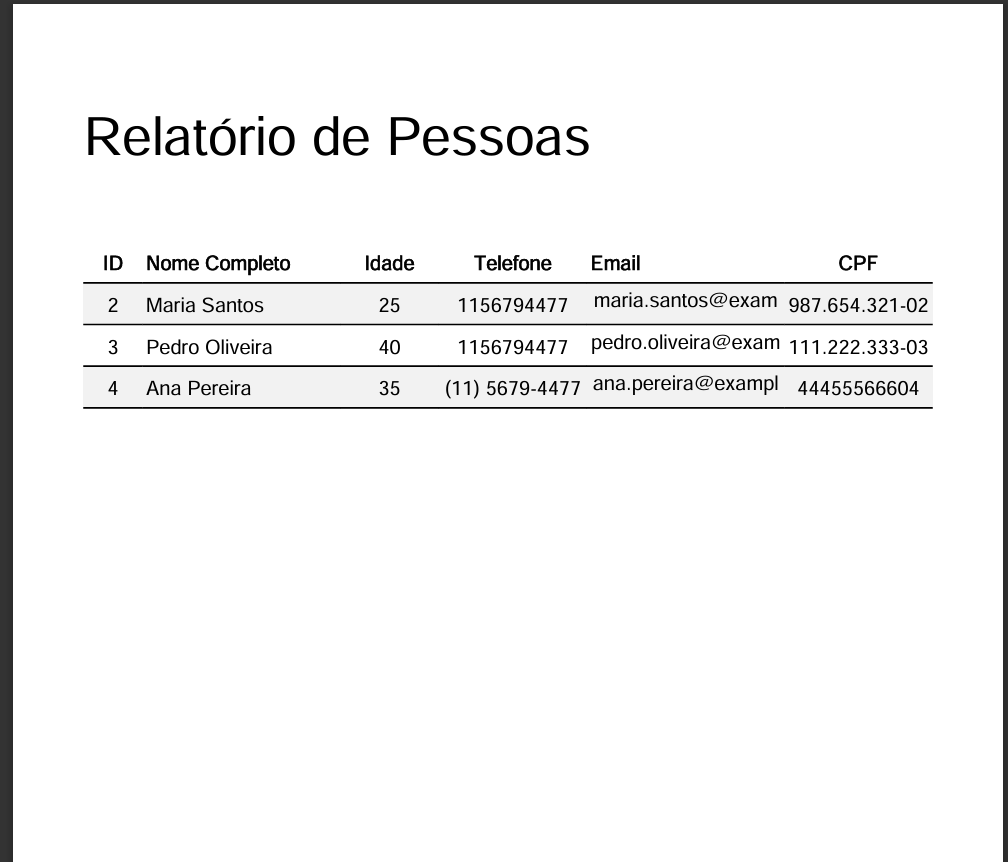 Relatório de Pessoas
ID Nome Completo Idade Telefone Email CPF
2 Maria Santos 25 1156794477 maria.santos@exam 987.654.321-02
3 Pedro Oliveira 40 1156794477 pedro.oliveira@exam 111.222.333-03
4 Ana Pereira 35 (11) 5679-4477 ana.pereira@exampl 44455566604